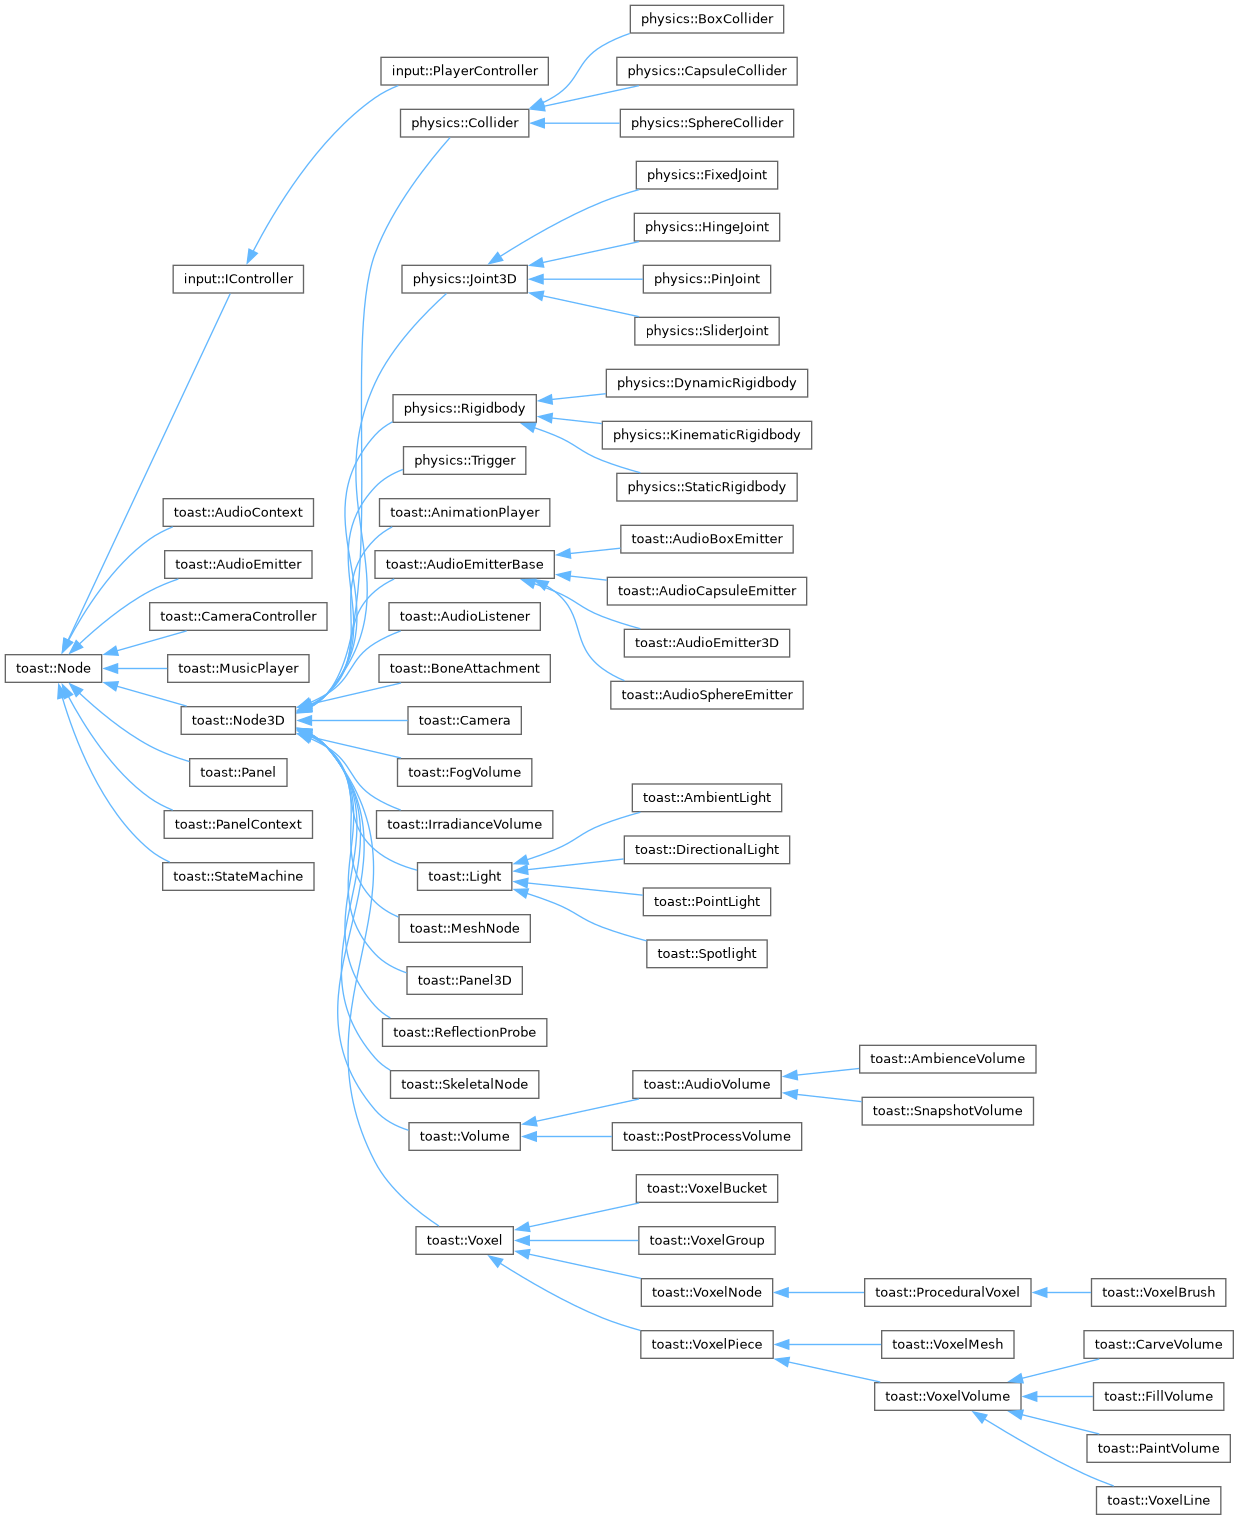 physics::BoxCollider
input::PlayerController
physics::CapsuleCollider
physics::Collider
physics::SphereCollider
physics::FixedJoint
physics::HingeJoint
input::IController
physics::Joint3D
physics::PinJoint
physics::SliderJoint
physics::DynamicRigidbody
physics::Rigidbody
physics::KinematicRigidbody
physics::Trigger
physics::StaticRigidbody
toast::AudioContext
toast::AnimationPlayer
toast::AudioBoxEmitter
toast::AudioEmitter
toast::AudioEmitterBase
toast::AudioCapsuleEmitter
toast::CameraController
toast::AudioListener
toast::AudioEmitter3D
toast::Node
toast::MusicPlayer
toast::BoneAttachment
toast::AudioSphereEmitter
toast::Node3D
toast::Camera
toast::Panel
toast::FogVolume
toast::AmbientLight
toast::PanelContext
toast::IrradianceVolume
toast::DirectionalLight
toast::StateMachine
toast::Light
toast::PointLight
toast::MeshNode
toast::Spotlight
toast::Panel3D
toast::ReflectionProbe
toast::AmbienceVolume
toast::SkeletalNode
toast::AudioVolume
toast::SnapshotVolume
toast::Volume
toast::PostProcessVolume
toast::VoxelBucket
toast::Voxel
toast::VoxelGroup
toast::VoxelNode
toast::ProceduralVoxel
toast::VoxelBrush
toast::VoxelPiece
toast::VoxelMesh
toast::CarveVolume
toast::VoxelVolume
toast::FillVolume
toast::PaintVolume
toast::VoxelLine